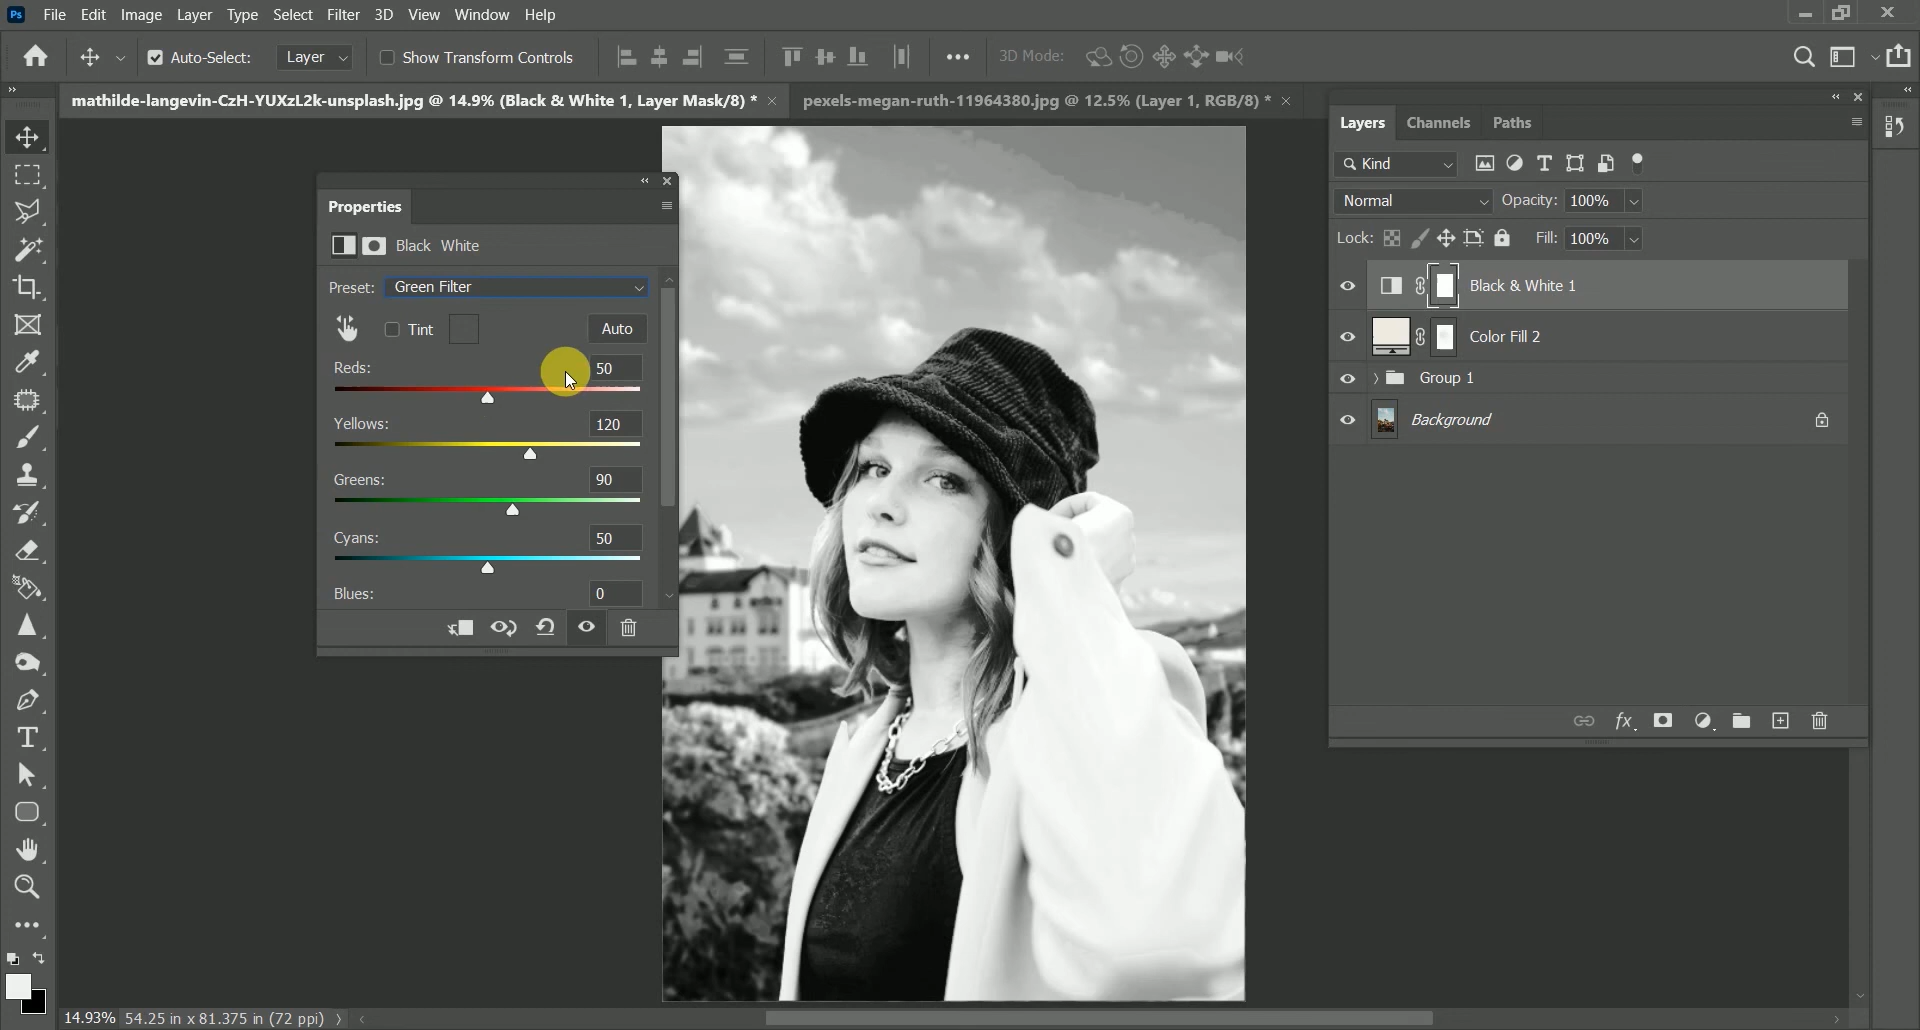 Ps File Edit Image Layer Type Select Filter 3D View Window Help
Auto-Select: Layer Show Transform Controls 3D Mode:
mathilde-langevin-CzH-YUXzL2k-unsplash.jpg @ 14.9% (Black & White 1, Layer Mask/8) *
pexels-megan-ruth-11964380.jpg @ 12.5% (Layer 1, RGB/8) *
Properties
Black White
Preset: Green Filter
Tint Auto
Reds: 50
Yellows: 120
Greens: 90
Cyans: 50
Blues: 0
Layers Channels Paths
Kind
Normal Opacity: 100%
Lock: Fill: 100%
Black & White 1
Color Fill 2
Group 1
Background
fx
14.93% 54.25 in x 81.375 in (72 ppi)